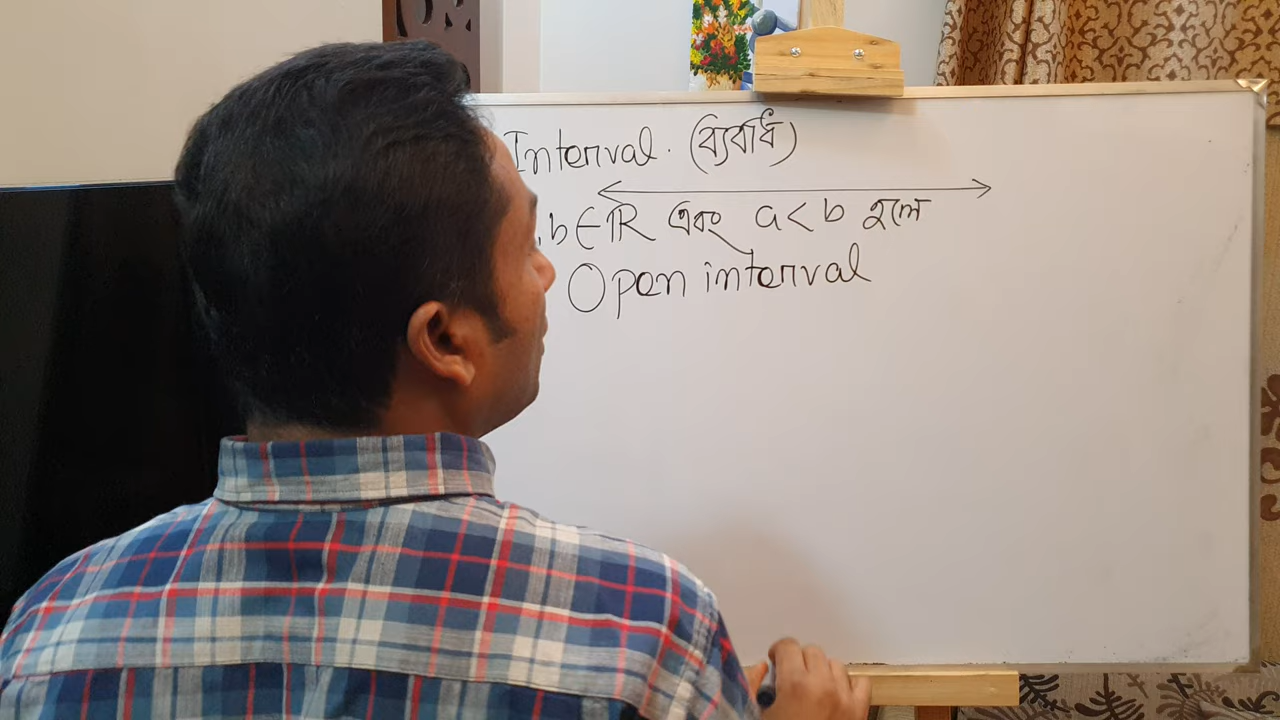 Interval. (ব্যবধি)
,b∈ℝ এবং a<b হলে
Open interval